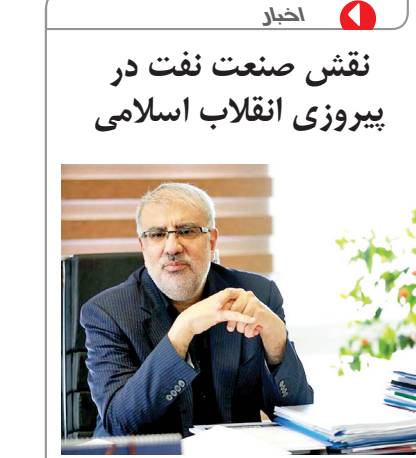 اخبار
نقش صنعت نفت در
پیروزی انقلاب اسلامی